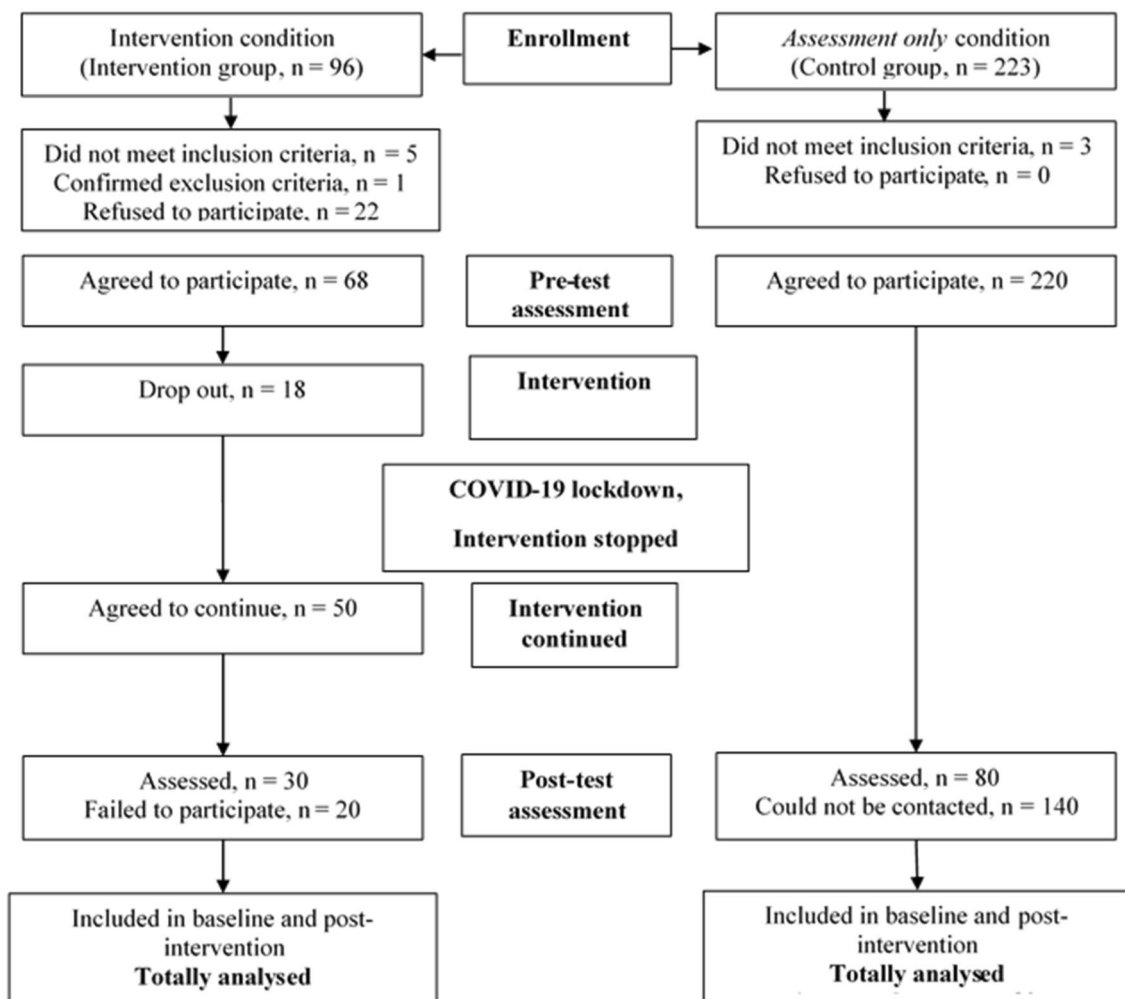 Intervention condition
(Intervention group, n = 96)
Enrollment
Assessment only condition
(Control group, n = 223)
Did not meet inclusion criteria, n = 5
Confirmed exclusion criteria, n = 1
Refused to participate, n = 22
Did not meet inclusion criteria, n = 3
Refused to participate, n = 0
Agreed to participate, n = 68
Pre-test
assessment
Agreed to participate, n = 220
Drop out, n = 18
Intervention
COVID-19 lockdown,
Intervention stopped
Agreed to continue, n = 50
Intervention
continued
Assessed, n = 30
Failed to participate, n = 20
Post-test
assessment
Assessed, n = 80
Could not be contacted, n = 140
Included in baseline and post-
intervention
Totally analysed
Included in baseline and post-
intervention
Totally analysed